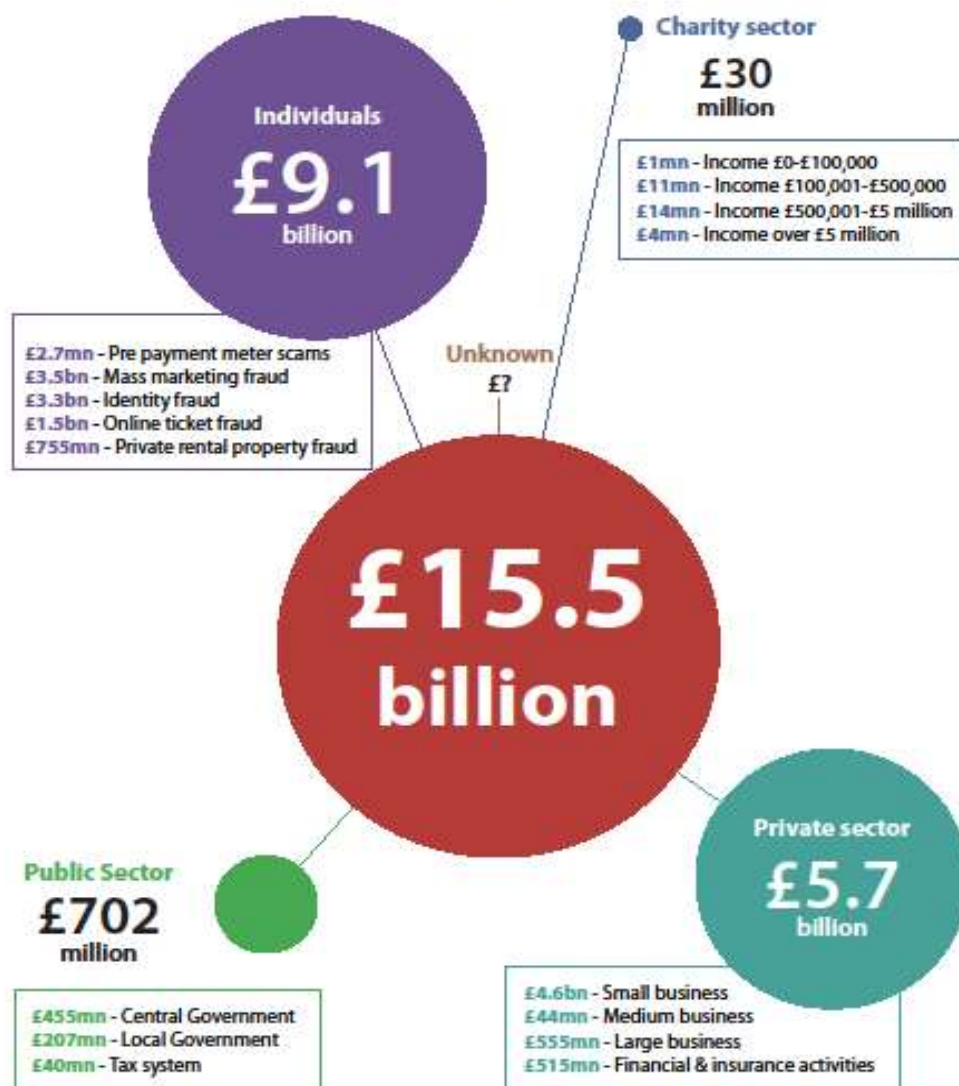 Individuals
£9.1
billion
£2.7mn - Pre payment meter scams
£3.5bn - Mass marketing fraud
£3.3bn - Identity fraud
£1.5bn - Online ticket fraud
£755mn - Private rental property fraud
Charity sector
£30
million
£1mn - Income £0-£100,000
£11mn - Income £100,001-£500,000
£14mn - Income £500,001-£5 million
£4mn - Income over £5 million
Unknown
£?
£15.5
billion
Public Sector
£702
million
£455mn - Central Government
£207mn - Local Government
£40mn - Tax system
Private sector
£5.7
billion
£4.6bn - Small business
£44mn - Medium business
£555mn - Large business
£515mn - Financial & insurance activities